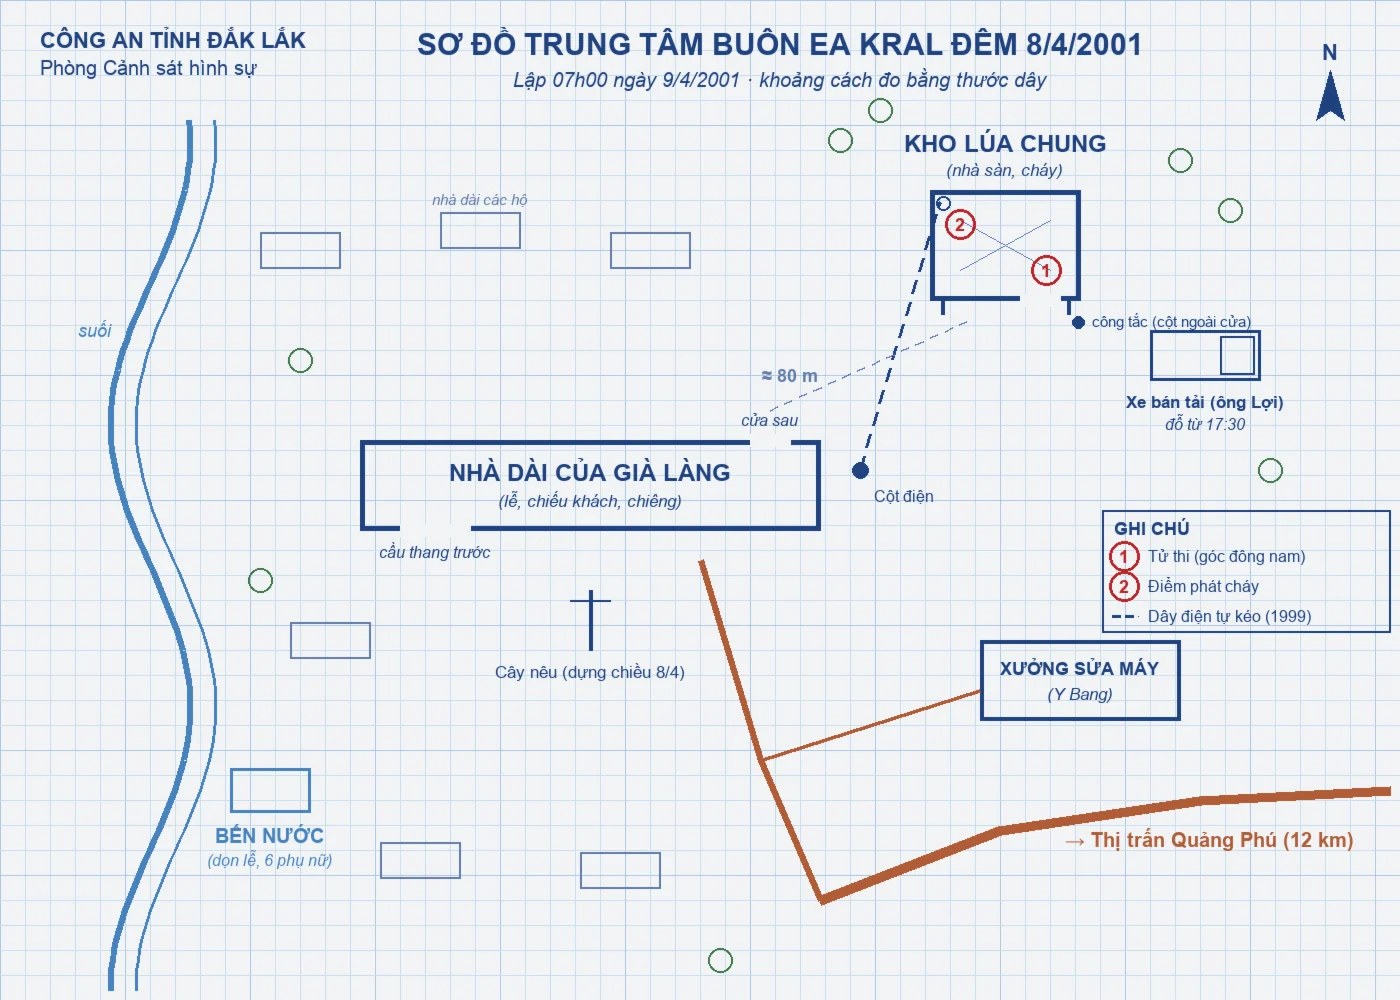 CÔNG AN TỈNH ĐẮK LẮK
Phòng Cảnh sát hình sự
SƠ ĐỒ TRUNG TÂM BUÔN EA KRAL ĐÊM 8/4/2001
Lập 07h00 ngày 9/4/2001 · khoảng cách đo bằng thước dây
N
KHO LÚA CHUNG
(nhà sàn, cháy)
nhà dài các hộ
2
1
suối
công tắc (cột ngoài cửa)
≈ 80 m
Xe bán tải (ông Lợi)
đỗ từ 17:30
cửa sau
NHÀ DÀI CỦA GIÀ LÀNG
(lễ, chiếu khách, chiêng)
Cột điện
cầu thang trước
GHI CHÚ
1 Tử thi (góc đông nam)
2 Điểm phát cháy
Dây điện tự kéo (1999)
Cây nêu (dựng chiều 8/4)
XƯỞNG SỬA MÁY
(Y Bang)
BẾN NƯỚC
(dọn lễ, 6 phụ nữ)
→ Thị trấn Quảng Phú (12 km)